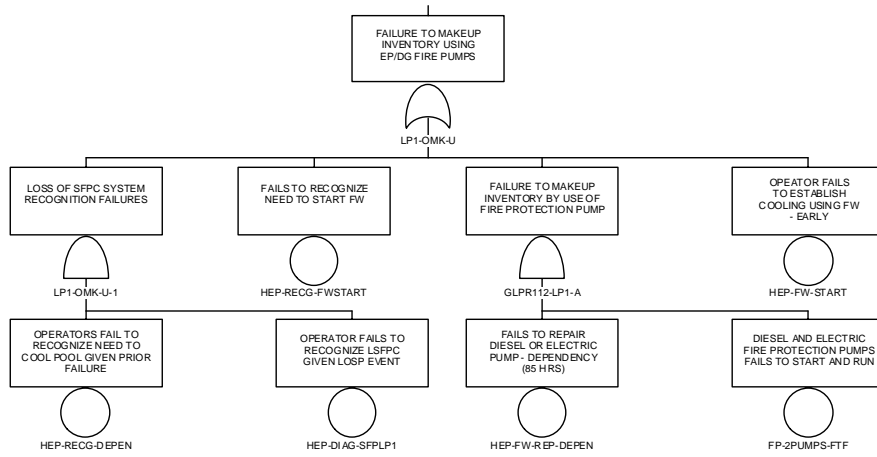 FAILURE TO MAKEUP
INVENTORY USING
EP/DG FIRE PUMPS
LP1-OMK-U
LOSS OF SFPC SYSTEM
RECOGNITION FAILURES
FAILS TO RECOGNIZE
NEED TO START FW
FAILURE TO MAKEUP
INVENTORY BY USE OF
FIRE PROTECTION PUMP
OPEATOR FAILS
TO ESTABLISH
COOLING USING FW
- EARLY
LP1-OMK-U-1
HEP-RECG-FWSTART
GLPR112-LP1-A
HEP-FW-START
OPERATORS FAIL TO
RECOGNIZE NEED TO
COOL POOL GIVEN PRIOR
FAILURE
OPERATOR FAILS TO
RECOGNIZE LSFPC
GIVEN LOSP EVENT
FAILS TO REPAIR
DIESEL OR ELECTRIC
PUMP - DEPENDENCY
(85 HRS)
DIESEL AND ELECTRIC
FIRE PROTECTION PUMPS
FAILS TO START AND RUN
HEP-RECG-DEPEN
HEP-DIAG-SFPLP1
HEP-FW-REP-DEPEN
FP-2PUMPS-FTF